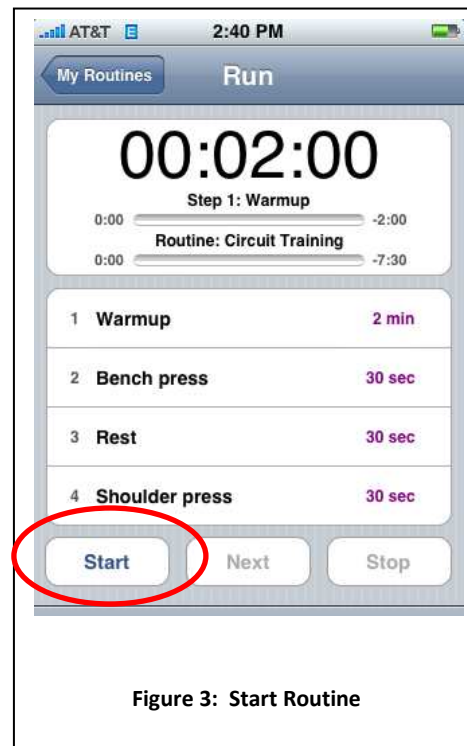 AT&T E 2:40 PM
My Routines Run
00:02:00
Step 1: Warmup
0:00 -2:00
Routine: Circuit Training
0:00 -7:30
1 Warmup 2 min
2 Bench press 30 sec
3 Rest 30 sec
4 Shoulder press 30 sec
Start Next Stop
Figure 3: Start Routine